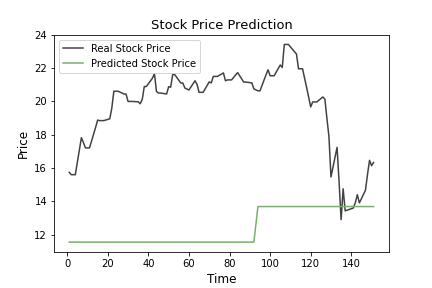 Stock Price Prediction
Real Stock Price
Predicted Stock Price
Price
24
22
20
18
16
14
12
0 20 40 60 80 100 120 140
Time